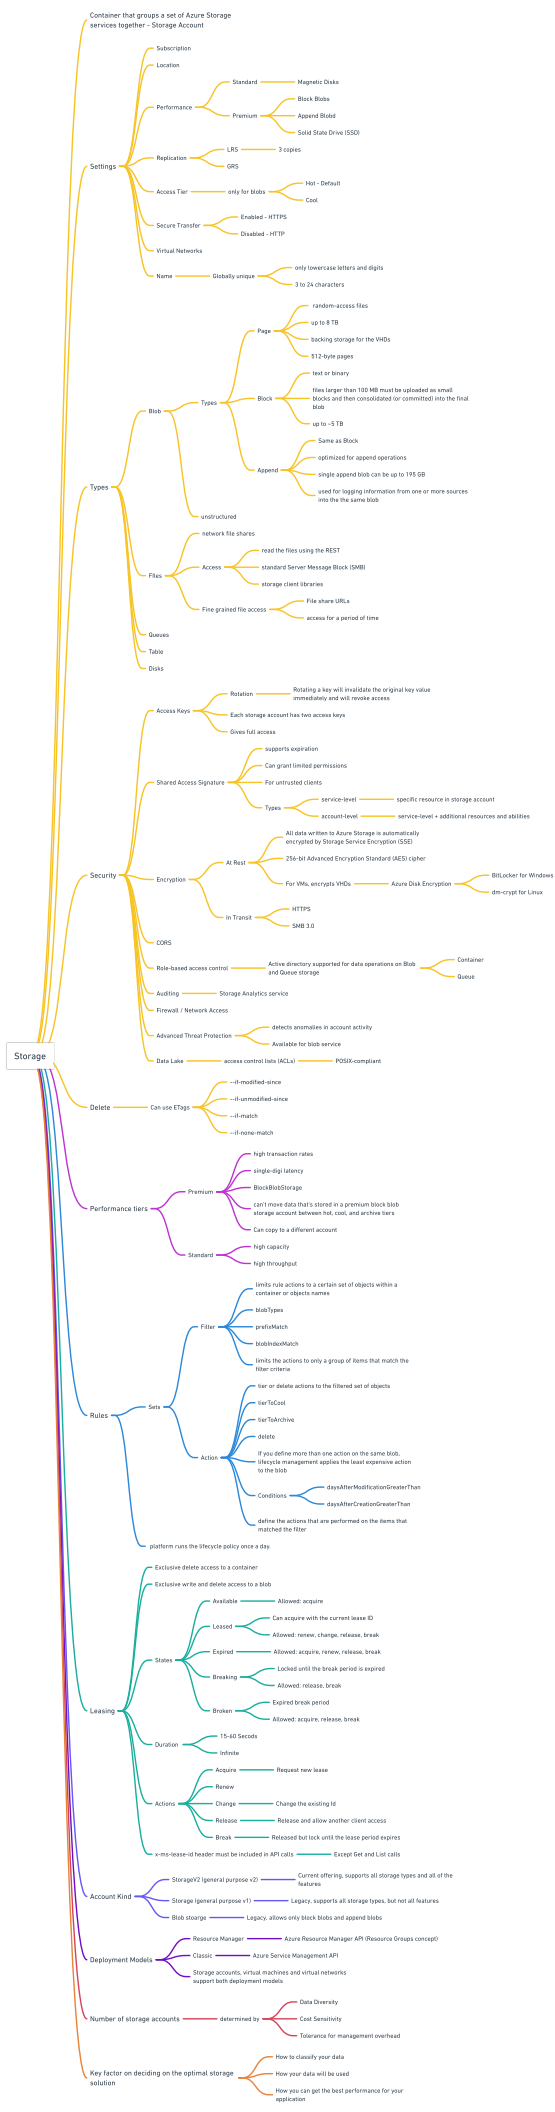 Container that groups a set of Azure Storage
services together - Storage Account
Subscription
Location
Settings
Performance
Standard
Magnetic Disks
Premium
Block Blobs
Append Blobd
Solid State Drive (SSD)
Replication
LRS
3 copies
GRS
Access Tier
only for blobs
Hot - Default
Cool
Secure Transfer
Enabled - HTTPS
Disabled - HTTP
Virtual Networks
Name
Globally unique
only lowercase letters and digits
3 to 24 characters
Types
Blob
Types
Page
random-access files
up to 8 TB
backing storage for the VHDs
512-byte pages
Block
text or binary
files larger than 100 MB must be uploaded as small
blocks and then consolidated (or committed) into the final
blob
up to ~5 TB
Append
Same as Block
optimized for append operations
single append blob can be up to 195 GB
used for logging information from one or more sources
into the the same blob
unstructured
Files
network file shares
Access
read the files using the REST
standard Server Message Block (SMB)
storage client libraries
Fine grained file access
File share URLs
access for a period of time
Queues
Table
Disks
Security
Access Keys
Rotation
Rotating a key will invalidate the original key value
immediately and will revoke access
Each storage account has two access keys
Gives full access
Shared Access Signature
supports expiration
Can grant limited permissions
For untrusted clients
Types
service-level
specific resource in storage account
account-level
service-level + additional resources and abilities
Encryption
At Rest
All data written to Azure Storage is automatically
encrypted by Storage Service Encryption (SSE)
256-bit Advanced Encryption Standard (AES) cipher
For VMs, encrypts VHDs
Azure Disk Encryption
BitLocker for Windows
dm-crypt for Linux
In Transit
HTTPS
SMB 3.0
CORS
Role-based access control
Active directory supported for data operations on Blob
and Queue storage
Container
Queue
Auditing
Storage Analytics service
Firewall / Network Access
Advanced Threat Protection
detects anomalies in account activity
Available for blob service
Data Lake
access control lists (ACLs)
POSIX-compliant
Storage
Delete
Can use ETags
--if-modified-since
--if-unmodified-since
--if-match
--if-none-match
Performance tiers
Premium
high transaction rates
single-digi latency
BlockBlobStorage
can't move data that's stored in a premium block blob
storage account between hot, cool, and archive tiers
Can copy to a different account
Standard
high capacity
high throughput
Rules
Sets
Filter
limits rule actions to a certain set of objects within a
container or objects names
blobTypes
prefixMatch
blobIndexMatch
limits the actions to only a group of items that match the
filter criteria
Action
tier or delete actions to the filtered set of objects
tierToCool
tierToArchive
delete
If you define more than one action on the same blob,
lifecycle management applies the least expensive action
to the blob
Conditions
daysAfterModificationGreaterThan
daysAfterCreationGreaterThan
define the actions that are performed on the items that
matched the filter
platform runs the lifecycle policy once a day.
Leasing
Exclusive delete access to a container
Exclusive write and delete access to a blob
States
Available
Allowed: acquire
Leased
Can acquire with the current lease ID
Allowed: renew, change, release, break
Expired
Allowed: acquire, renew, release, break
Breaking
Locked until the break period is expired
Allowed: release, break
Broken
Expired break period
Allowed: acquire, release, break
Duration
15-60 Secods
Infinite
Actions
Acquire
Request new lease
Renew
Change
Change the existing Id
Release
Release and allow another client access
Break
Released but lock until the lease period expires
x-ms-lease-id header must be included in API calls
Except Get and List calls
Account Kind
StorageV2 (general purpose v2)
Current offering, supports all storage types and all of the
features
Storage (general purpose v1)
Legacy, supports all storage types, but not all features
Blob stoarge
Legacy, allows only block blobs and append blobs
Deployment Models
Resource Manager
Azure Resource Manager API (Resource Groups concept)
Classic
Azure Service Management API
Storage accounts, virtual machines and virtual networks
support both deployment models
Number of storage accounts
determined by
Data Diversity
Cost Sensitivity
Tolerance for management overhead
Key factor on deciding on the optimal storage
solution
How to classify your data
How your data will be used
How you can get the best performance for your
application